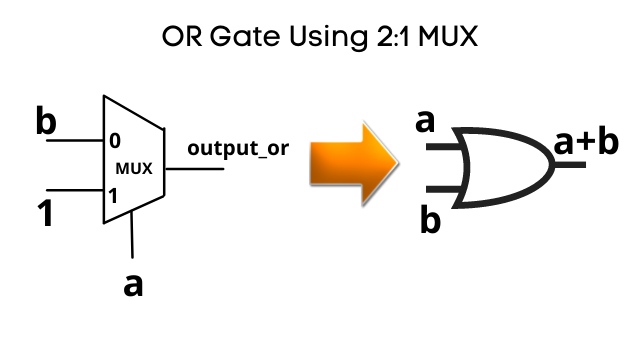 OR Gate Using 2:1 MUX
b
0
MUX
output_or
1
1
a
a
a+b
b